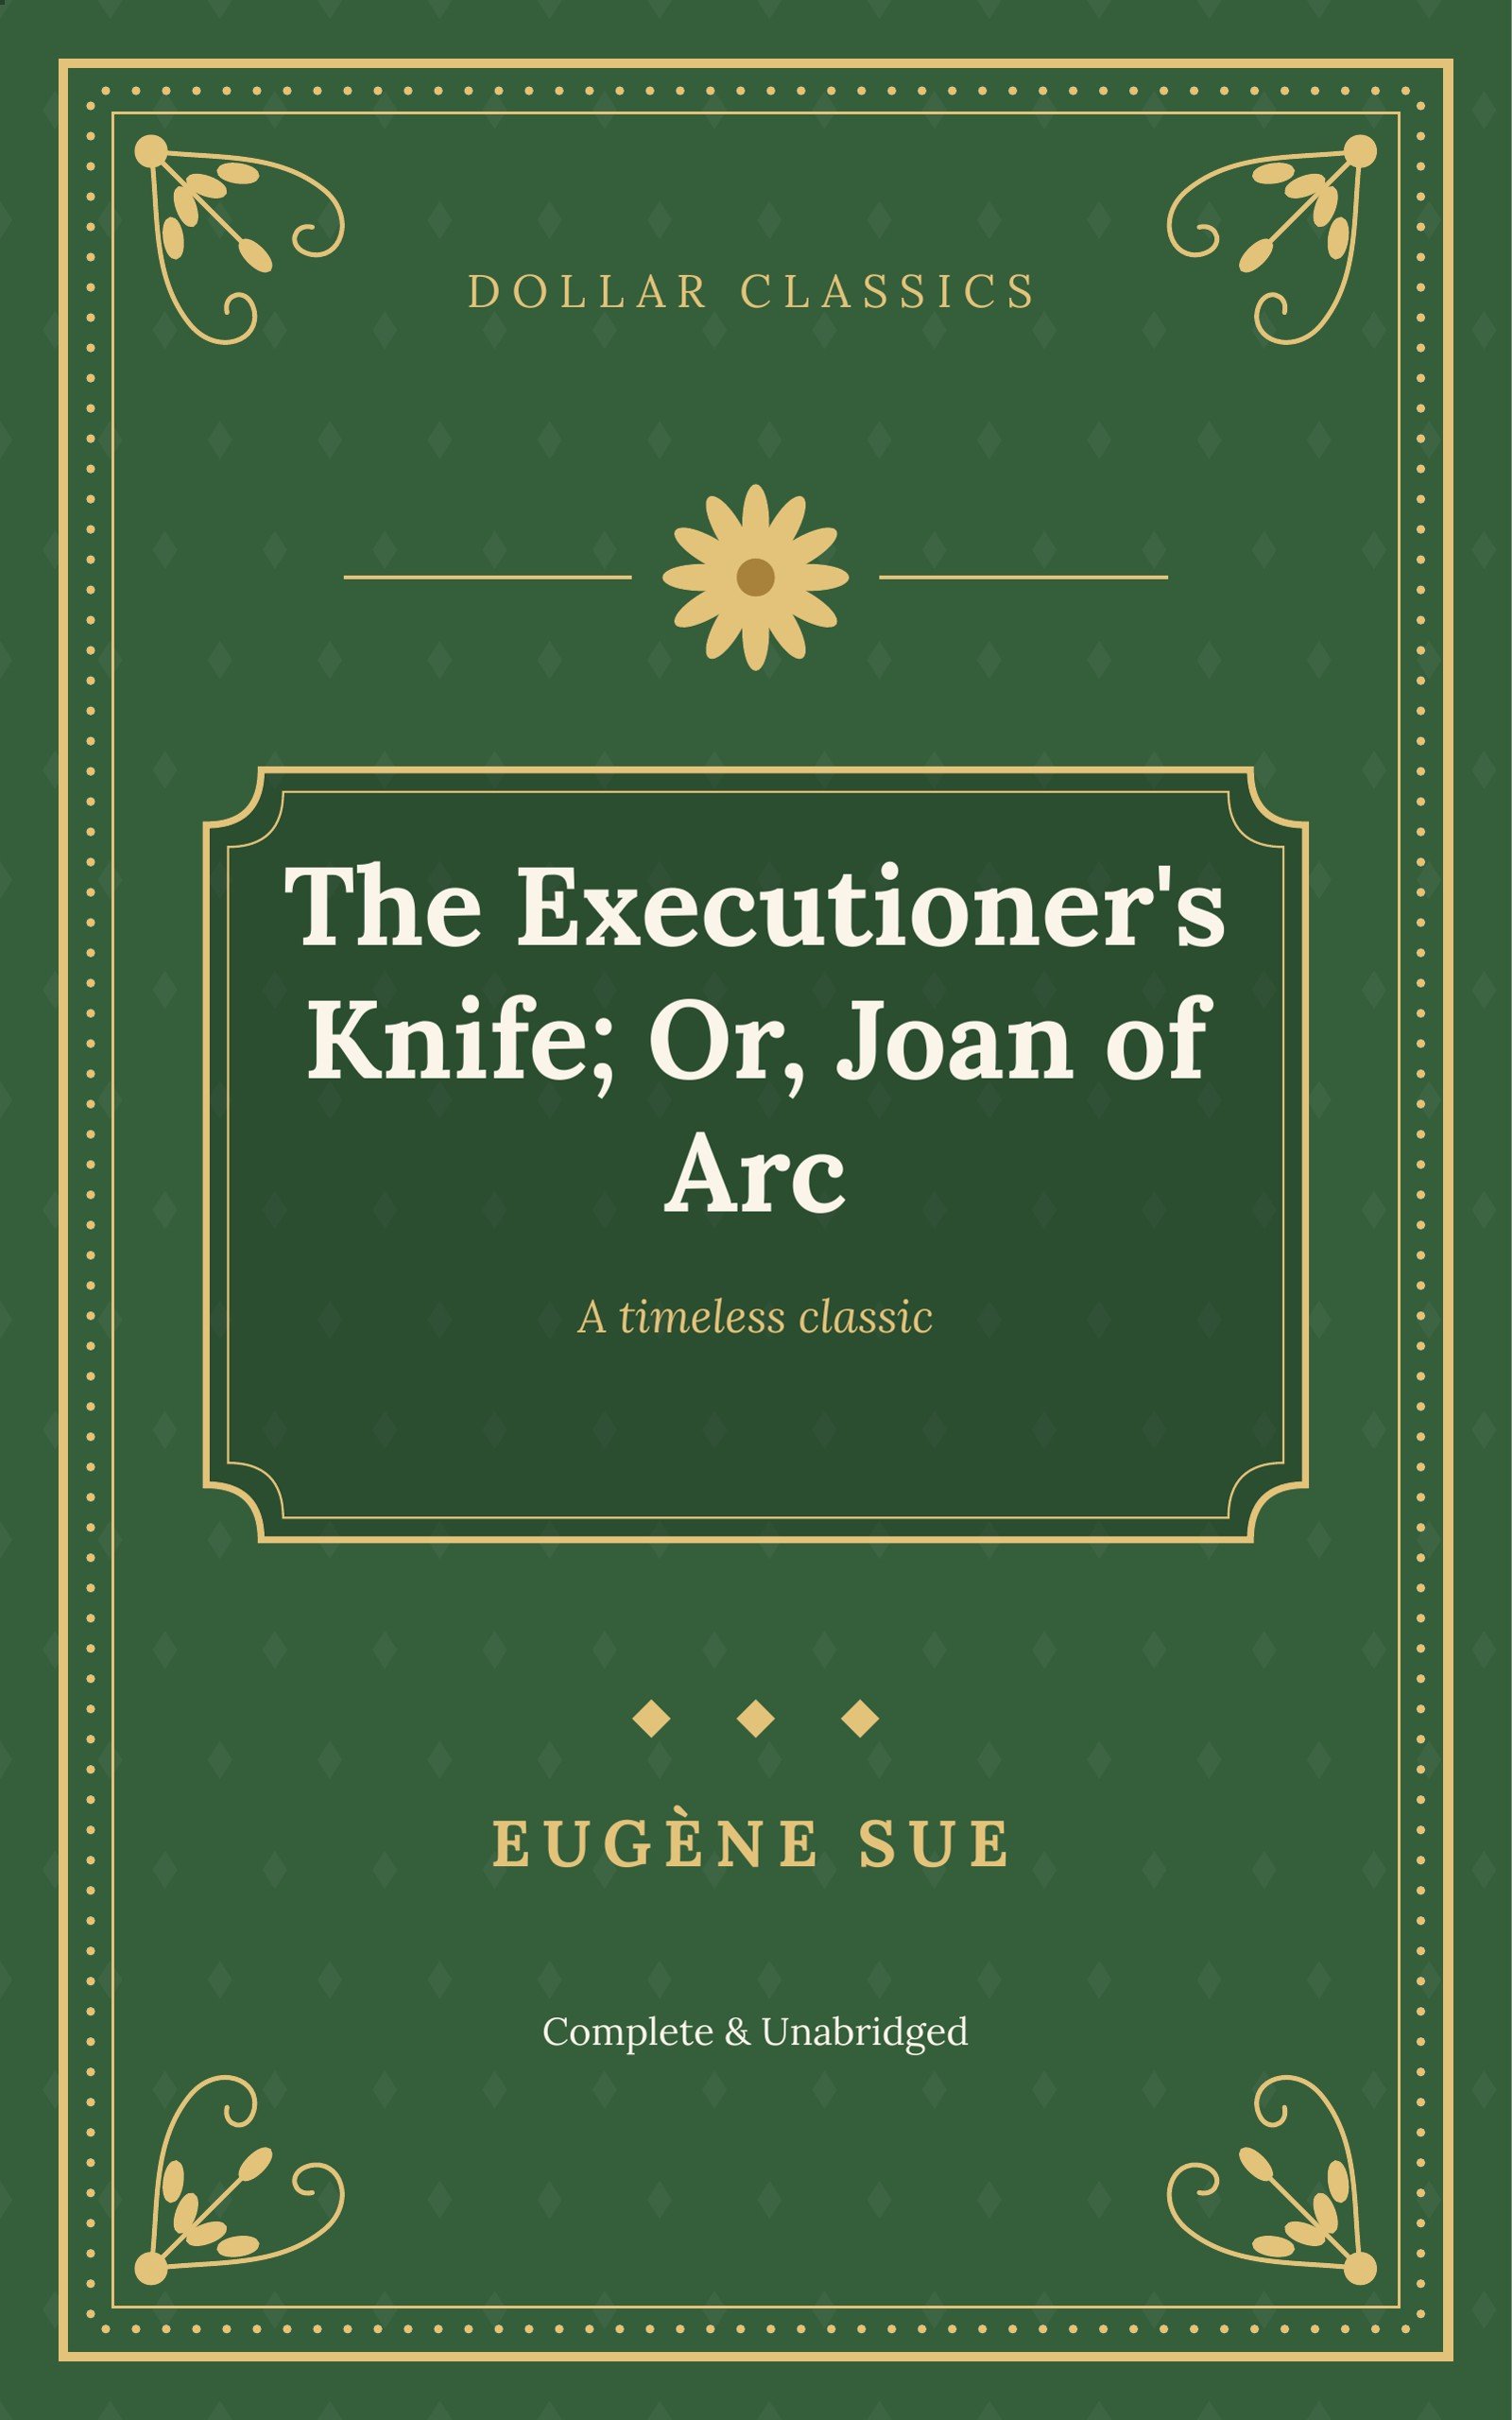 DOLLAR CLASSICS
The Executioner's
Knife; Or, Joan of
Arc
A timeless classic
EUGÈNE SUE
Complete & Unabridged